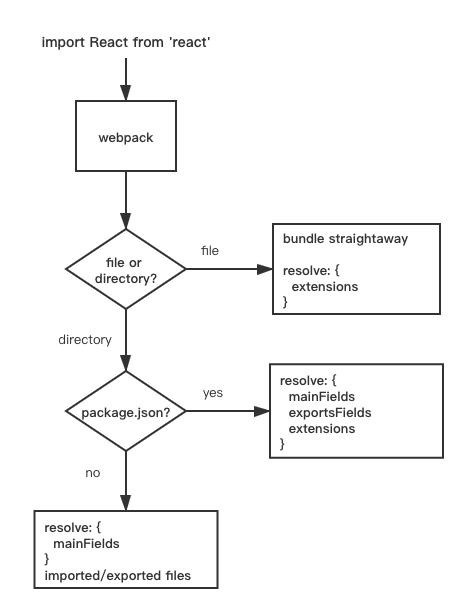 import React from 'react'
webpack
file or
directory?
file
bundle straightaway
resolve: {
extensions
}
directory
package.json?
yes
resolve: {
mainFields
exportsFields
extensions
}
no
resolve: {
mainFields
}
imported/exported files